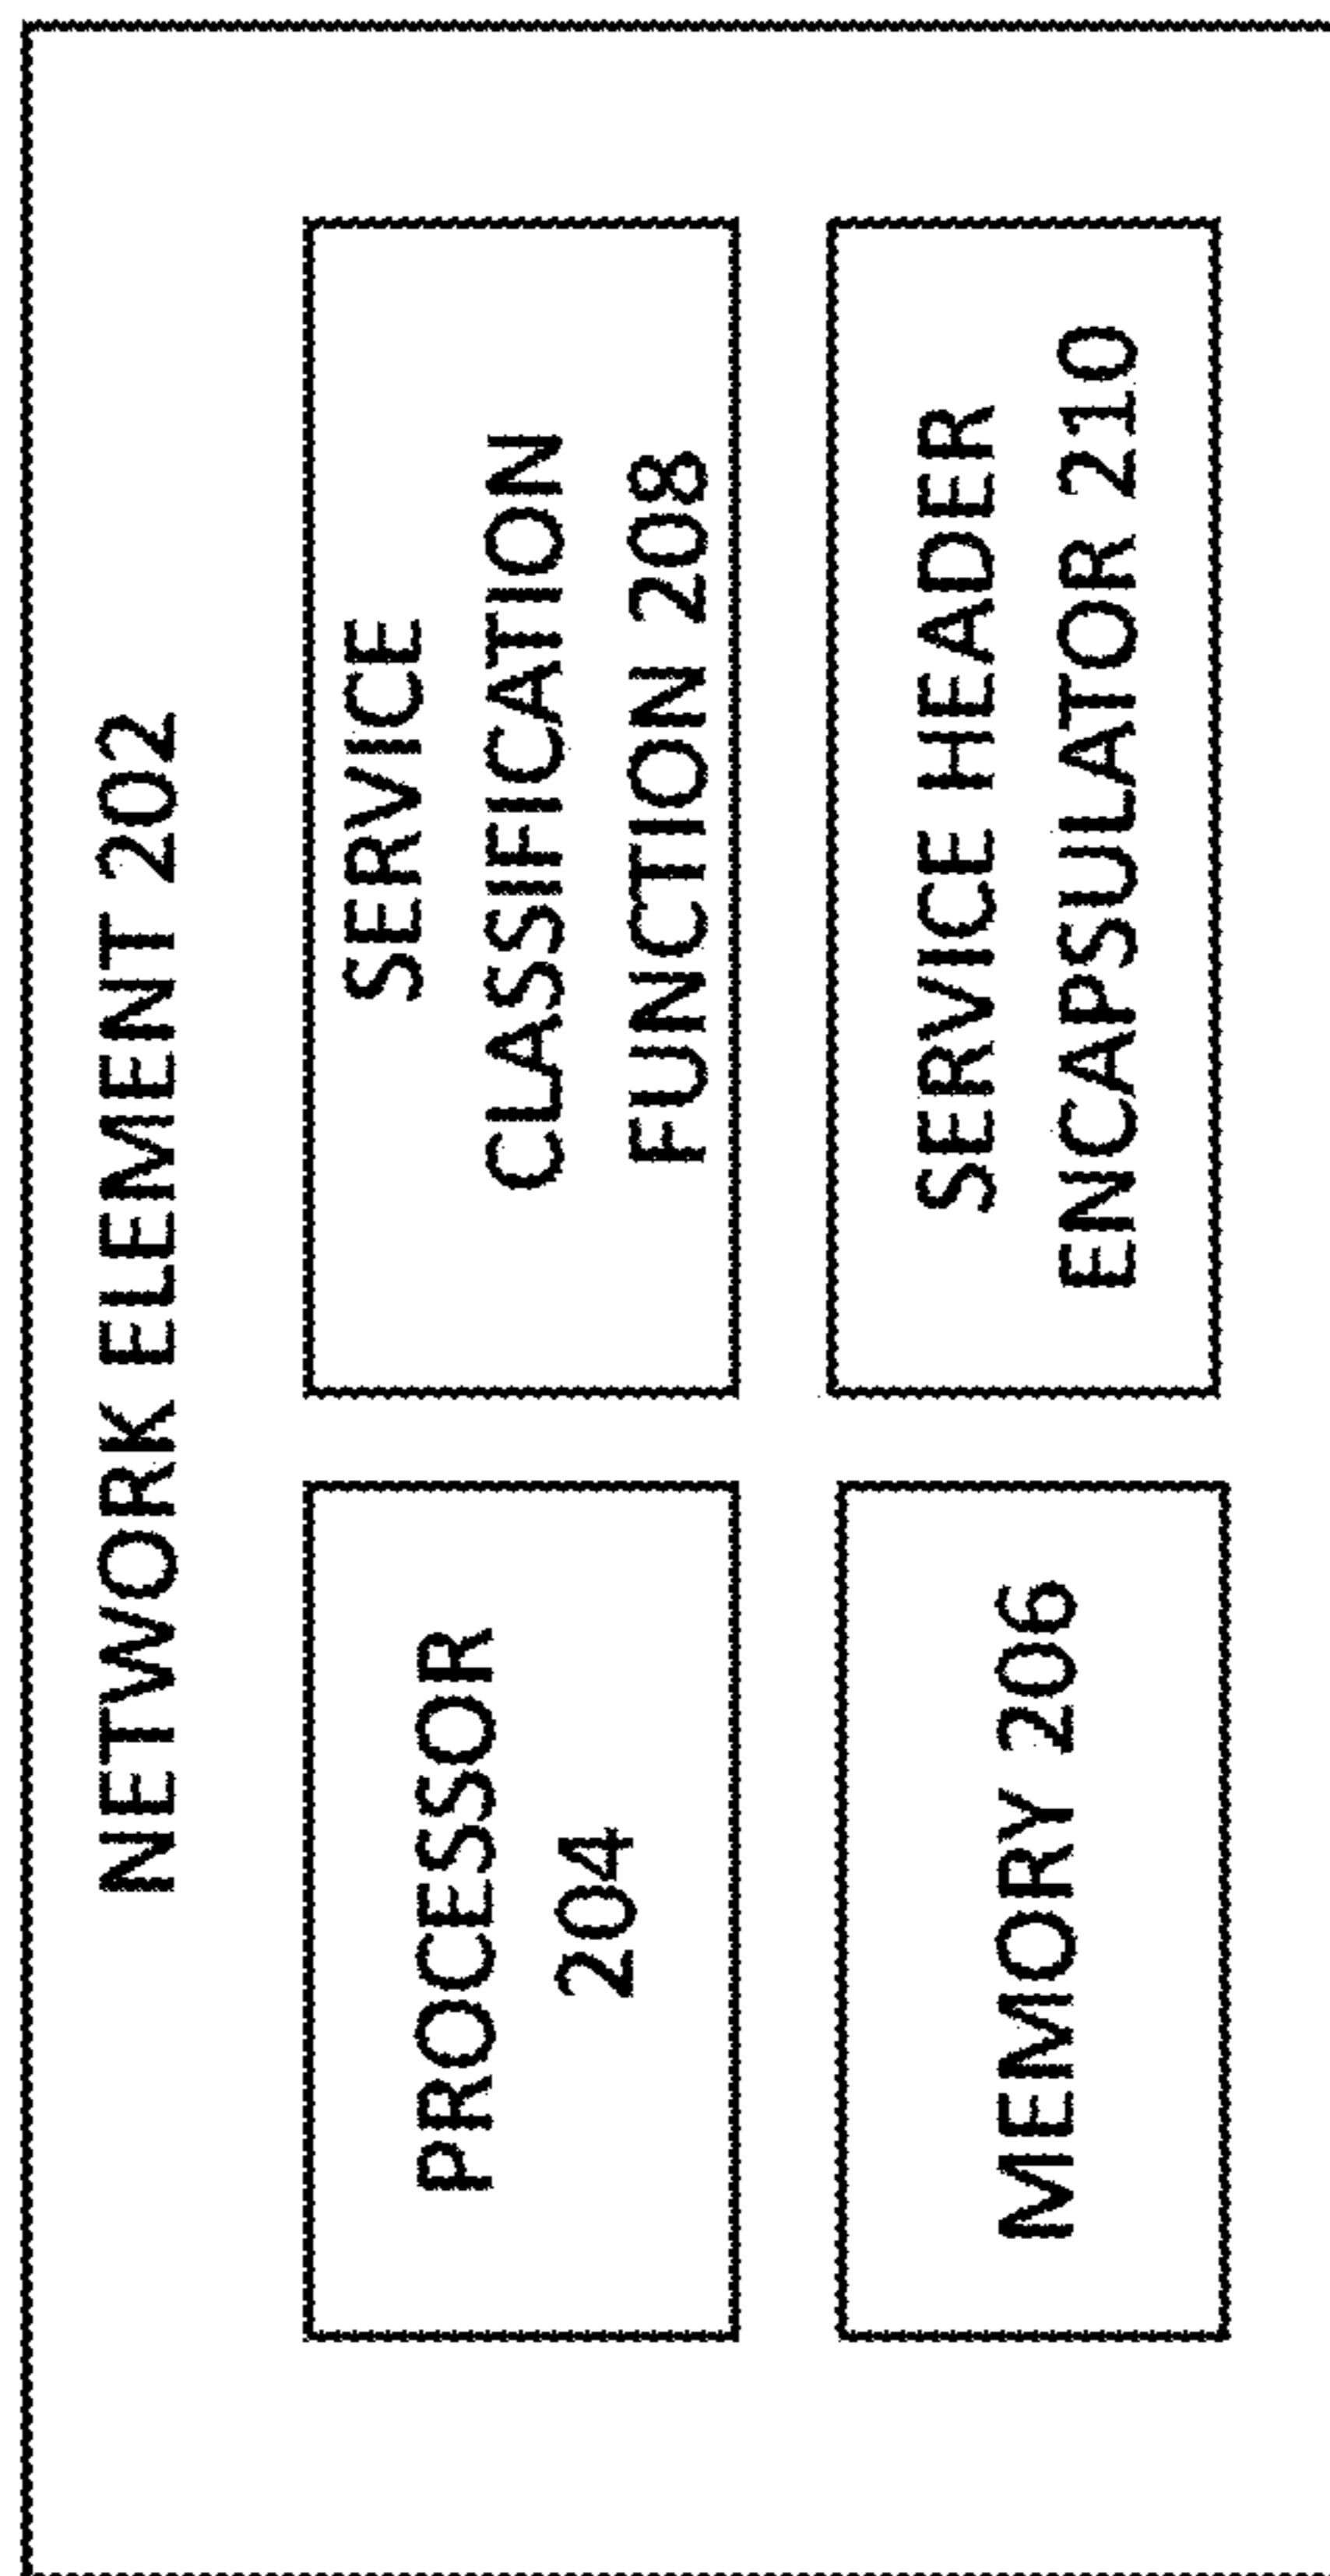 NETWORK ELEMENT 202
PROCESSOR
204
SERVICE
CLASSIFICATION
FUNCTION 208
MEMORY 206
SERVICE HEADER
ENCAPSULATOR 210